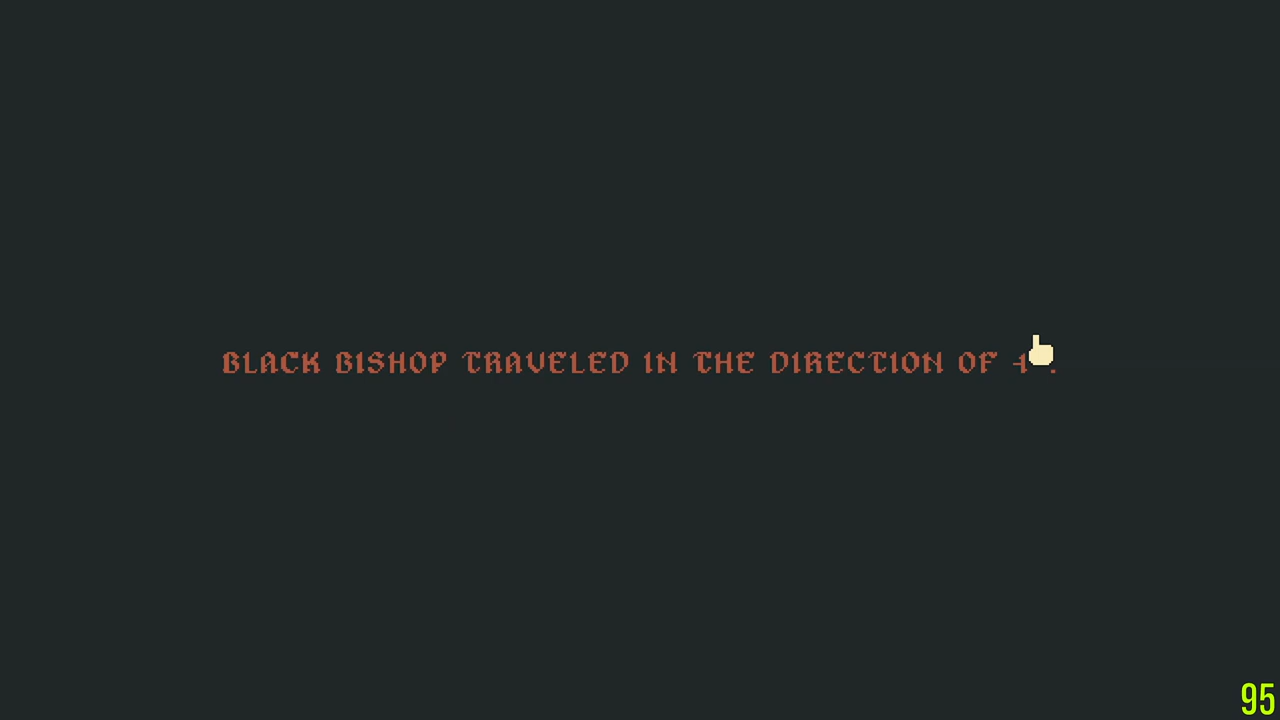 BLACK BISHOP TRAVELED IN THE DIRECTION OF
95